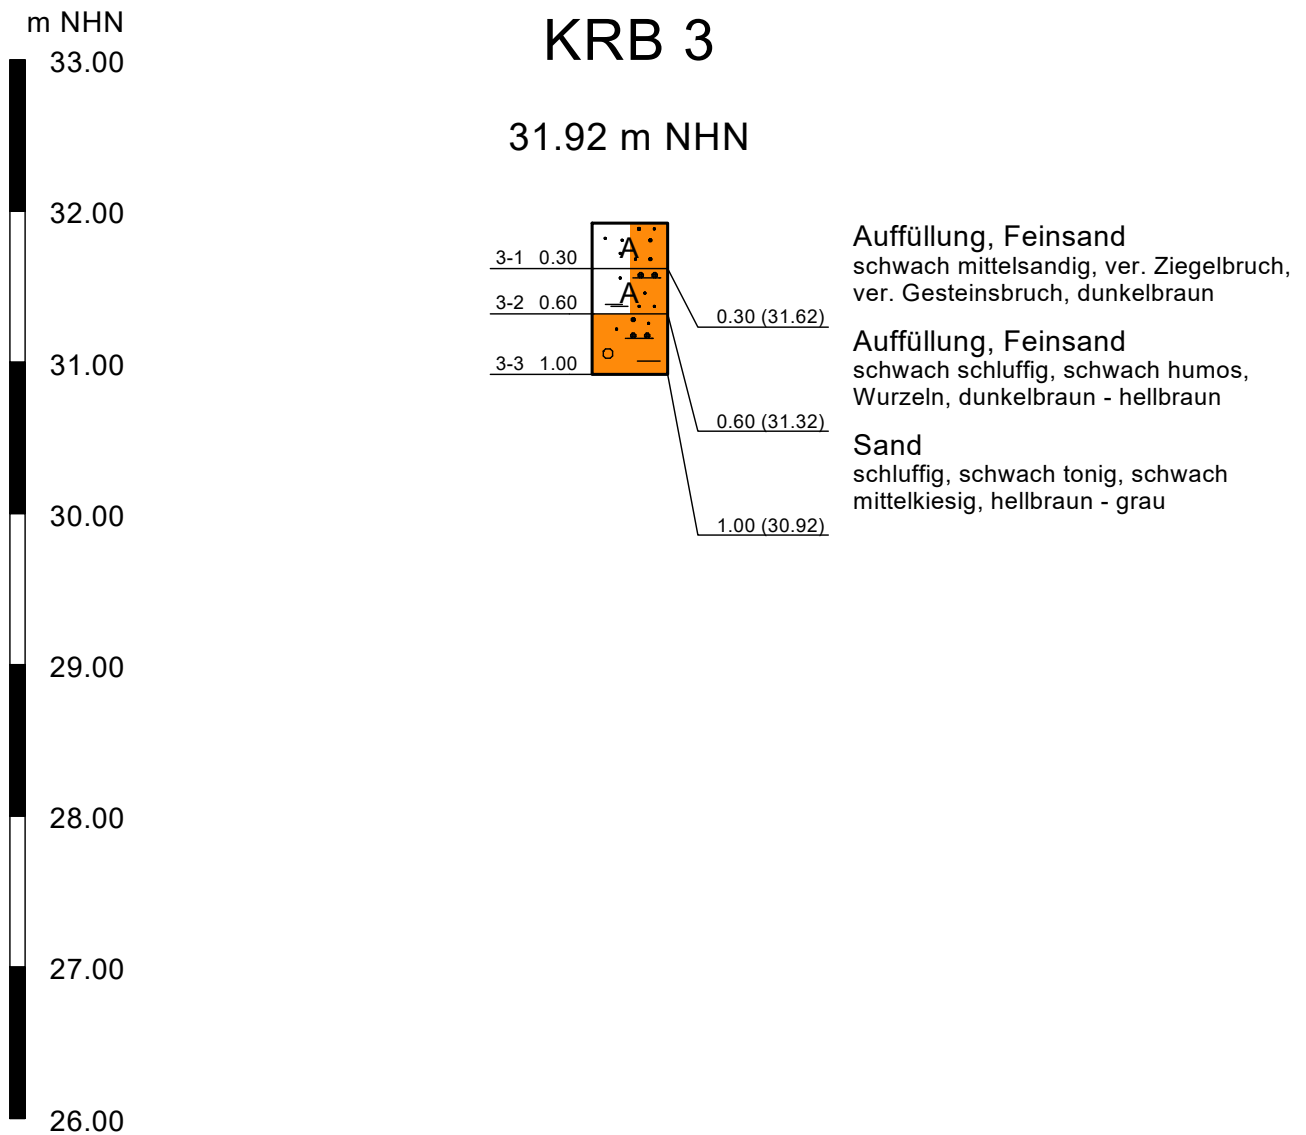 m NHN
KRB 3
33.00
31.92 m NHN
32.00
31.00
30.00
29.00
28.00
27.00
26.00
3-1 0.30
A
3-2 0.60
A
3-3 1.00
0.30 (31.62)
0.60 (31.32)
1.00 (30.92)
Auffüllung, Feinsand
schwach mittelsandig, ver. Ziegelbruch,
ver. Gesteinsbruch, dunkelbraun
Auffüllung, Feinsand
schwach schluffig, schwach humos,
Wurzeln, dunkelbraun - hellbraun
Sand
schluffig, schwach tonig, schwach
mittelkiesig, hellbraun - grau